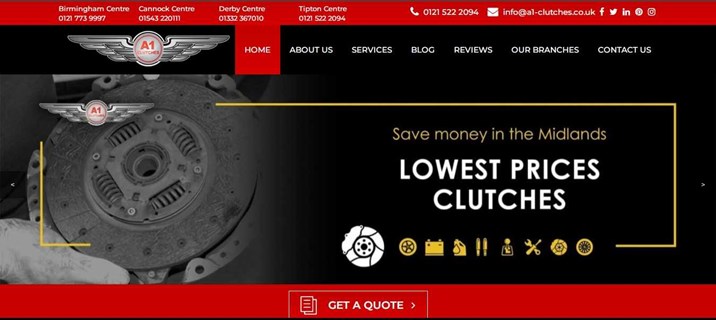 Birmingham Centre Cannock Centre Derby Centre Tipton Centre
0121 773 9997 01543 220111 01332 367010 0121 522 2094
0121 522 2094 info@a1-clutches.co.uk
A1
CLUTCHES
HOME ABOUT US SERVICES BLOG REVIEWS OUR BRANCHES CONTACT US
A1
Save money in the Midlands
LOWEST PRICES
CLUTCHES
< >
GET A QUOTE >